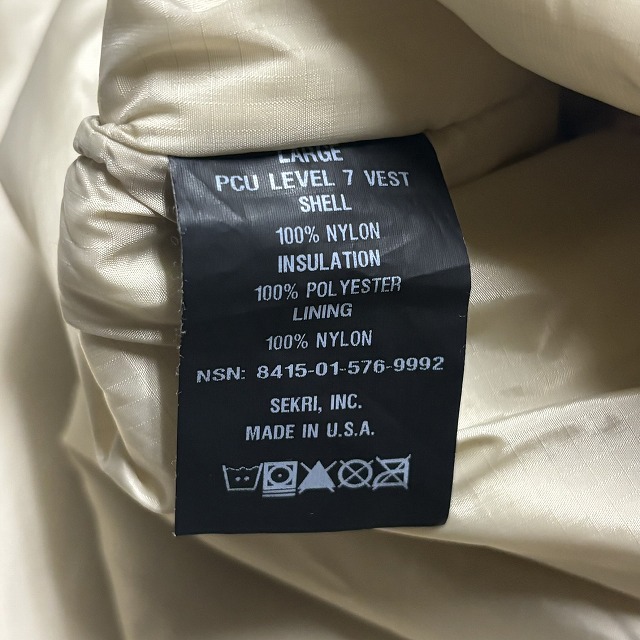 LARGE
PCU LEVEL 7 VEST
SHELL
100% NYLON
INSULATION
100% POLYESTER
LINING
100% NYLON
NSN: 8415-01-576-9992
SEKRI, INC.
MADE IN U.S.A.